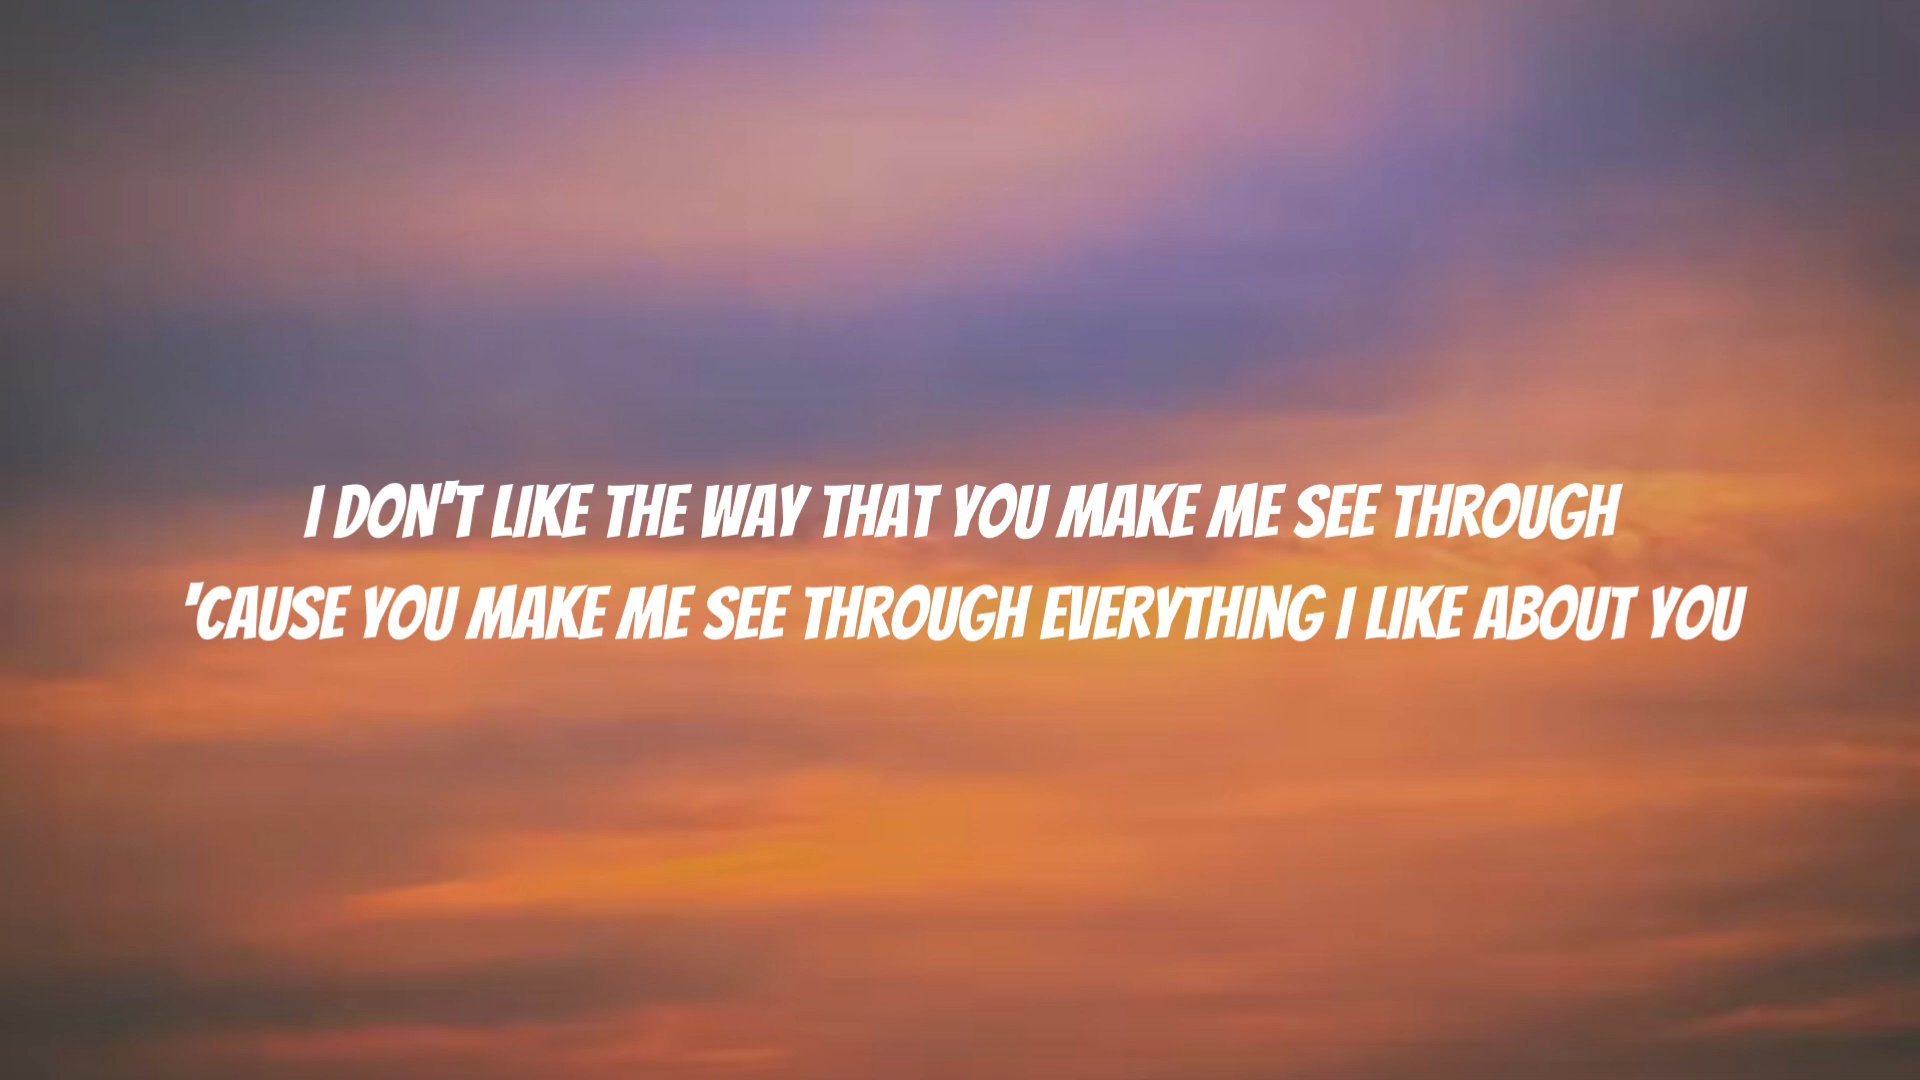 I DON'T LIKE THE WAY THAT YOU MAKE ME SEE THROUGH
'CAUSE YOU MAKE ME SEE THROUGH EVERYTHING I LIKE ABOUT YOU